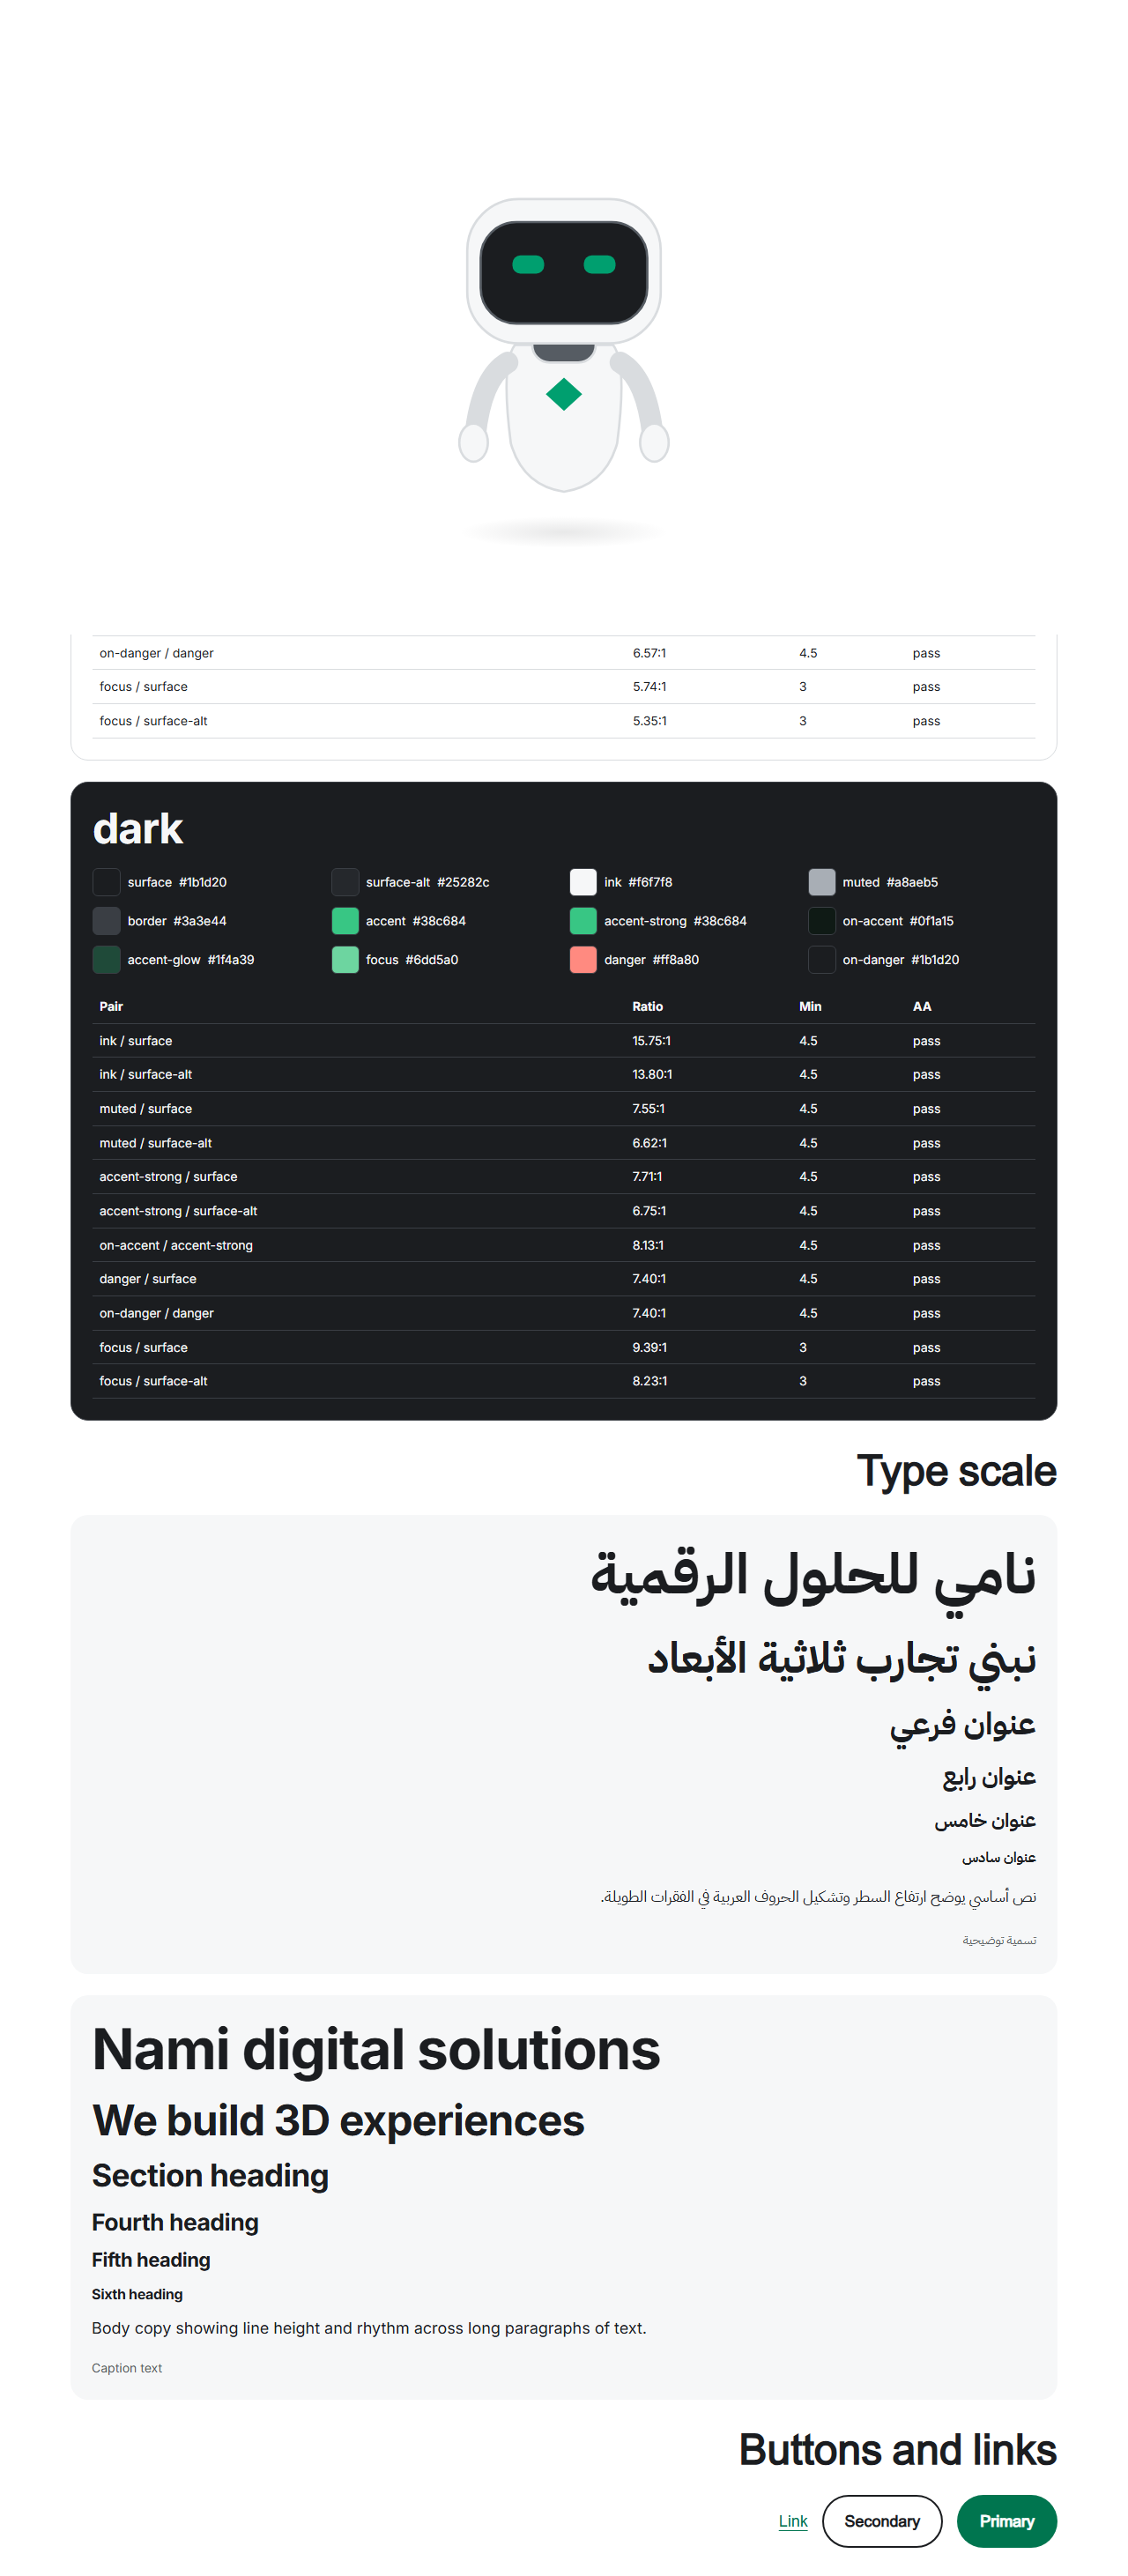 on-danger / danger 6.57:1 4.5 pass
focus / surface 5.74:1 3 pass
focus / surface-alt 5.35:1 3 pass
dark
surface #1b1d20 surface-alt #25282c ink #f6f7f8 muted #a8aeb5
border #3a3e44 accent #38c684 accent-strong #38c684 on-accent #0f1a15
accent-glow #1f4a39 focus #6dd5a0 danger #ff8a80 on-danger #1b1d20
Pair Ratio Min AA
ink / surface 15.75:1 4.5 pass
ink / surface-alt 13.80:1 4.5 pass
muted / surface 7.55:1 4.5 pass
muted / surface-alt 6.62:1 4.5 pass
accent-strong / surface 7.71:1 4.5 pass
accent-strong / surface-alt 6.75:1 4.5 pass
on-accent / accent-strong 8.13:1 4.5 pass
danger / surface 7.40:1 4.5 pass
on-danger / danger 7.40:1 4.5 pass
focus / surface 9.39:1 3 pass
focus / surface-alt 8.23:1 3 pass
Type scale
نامي للحلول الرقمية
نبني تجارب ثلاثية الأبعاد
عنوان فرعي
عنوان رابع
عنوان خامس
عنوان سادس
نص أساسي يوضح ارتفاع السطر وتشكيل الحروف العربية في الفقرات الطويلة.
تسمية توضيحية
Nami digital solutions
We build 3D experiences
Section heading
Fourth heading
Fifth heading
Sixth heading
Body copy showing line height and rhythm across long paragraphs of text.
Caption text
Buttons and links
Primary Secondary Link